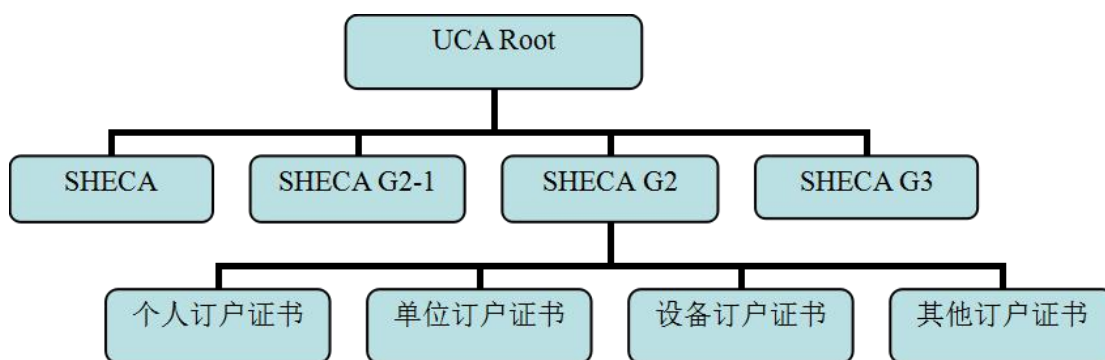 UCA Root
SHECA
SHECA G2-1
SHECA G2
SHECA G3
个人订户证书
单位订户证书
设备订户证书
其他订户证书